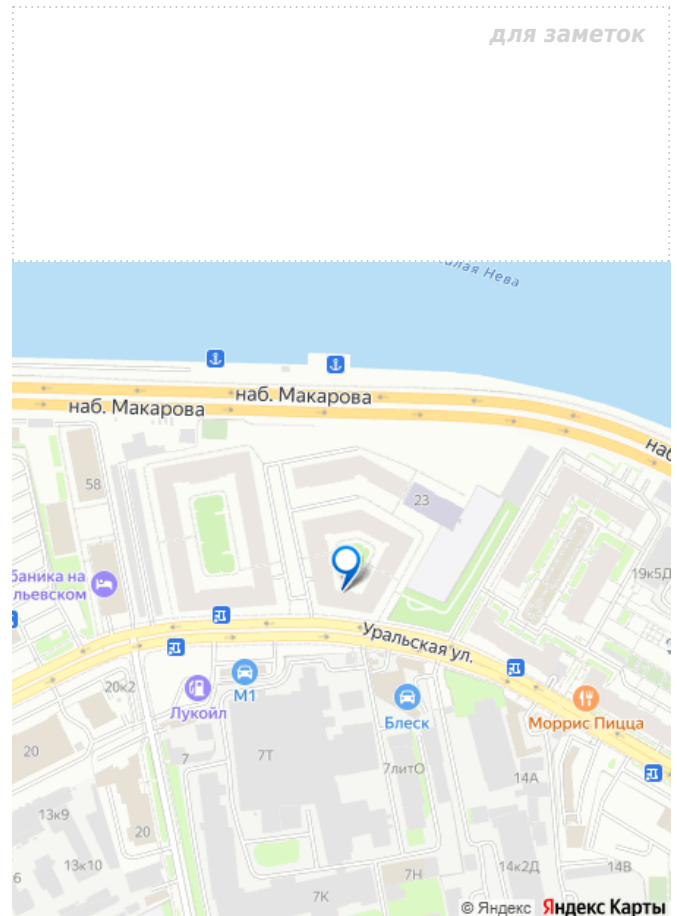 для заметок
Малая Нева
наб. Макарова
наб. Макарова
наб
58
23
баника на
льевском
19к5Д
Уральская ул.
20к2
М1
Лукойл
Блеск
Моррис Пицца
20
7
7Т
7литО
14А
13к9
20
13к10
6
7Н
14к2Д
14В
7К
© Яндекс Яндекс Карты